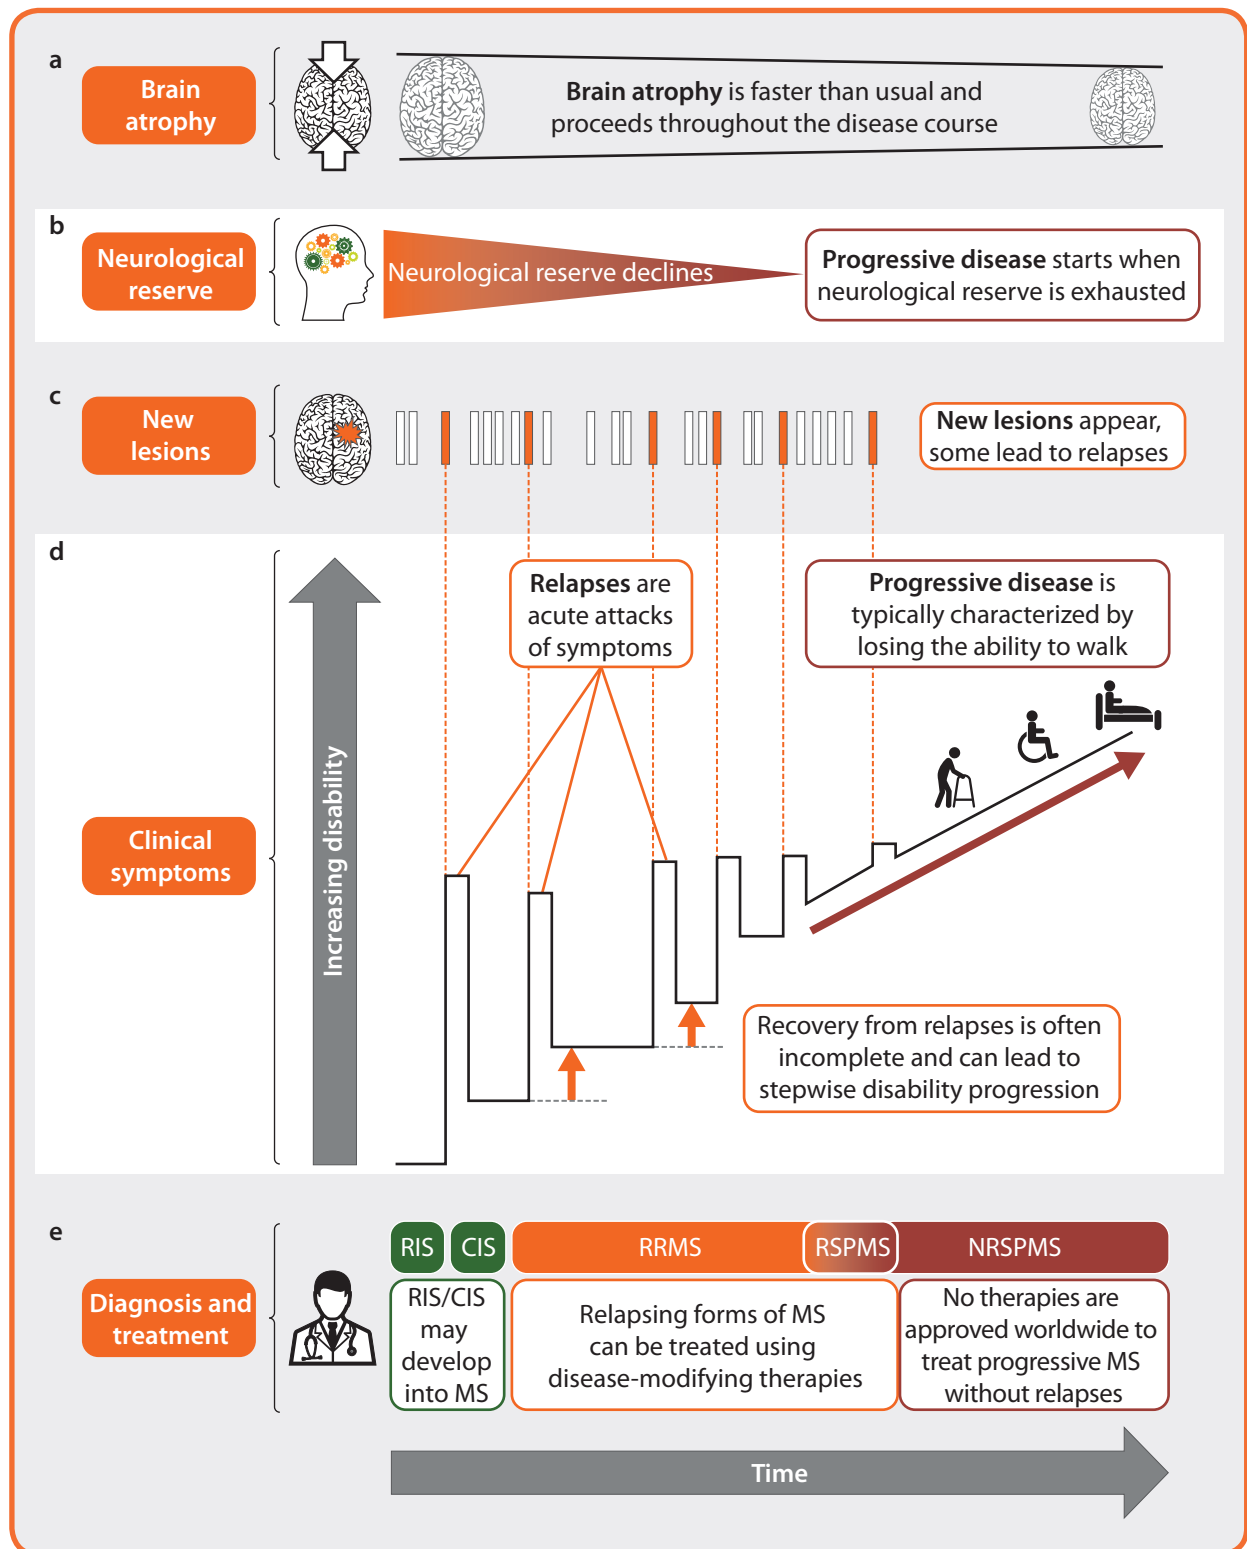 a
Brain
atrophy
Brain atrophy is faster than usual and
proceeds throughout the disease course
b
Neurological
reserve
Neurological reserve declines
Progressive disease starts when
neurological reserve is exhausted
c
New
lesions
New lesions appear,
some lead to relapses
d
Clinical
symptoms
Increasing disability
Relapses are
acute attacks
of symptoms
Progressive disease is
typically characterized by
losing the ability to walk
Recovery from relapses is often
incomplete and can lead to
stepwise disability progression
e
Diagnosis and
treatment
RIS
CIS
RRMS
RSPMS
NRSPMS
RIS/CIS
may
develop
into MS
Relapsing forms of MS
can be treated using
disease-modifying therapies
No therapies are
approved worldwide to
treat progressive MS
without relapses
Time